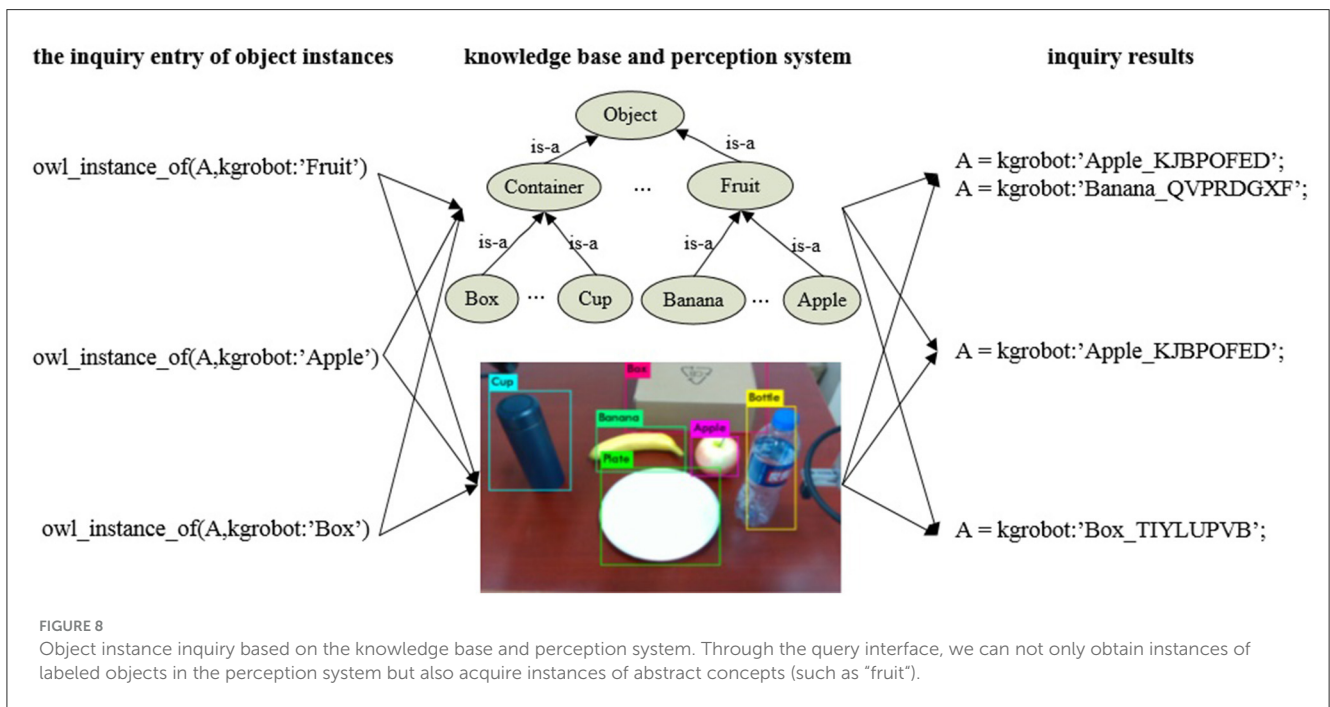 the inquiry entry of object instances
knowledge base and perception system
inquiry results
Object
is-a
is-a
owl_instance_of(A,kgrobot:’Fruit’)
Container
...
Fruit
A = kgrobot:’Apple_KJBPOFED’;
A = kgrobot:’Banana_QVPRDGXF’;
is-a
is-a
is-a
is-a
Box
...
Cup
Banana
...
Apple
owl_instance_of(A,kgrobot:’Apple’)
A = kgrobot:’Apple_KJBPOFED’;
Box
Cup
Bottle
Banana
Apple
Plate
owl_instance_of(A,kgrobot:’Box’)
A = kgrobot:’Box_TIYLUPVB’;
FIGURE 8
Object instance inquiry based on the knowledge base and perception system. Through the query interface, we can not only obtain instances of
labeled objects in the perception system but also acquire instances of abstract concepts (such as “fruit“).